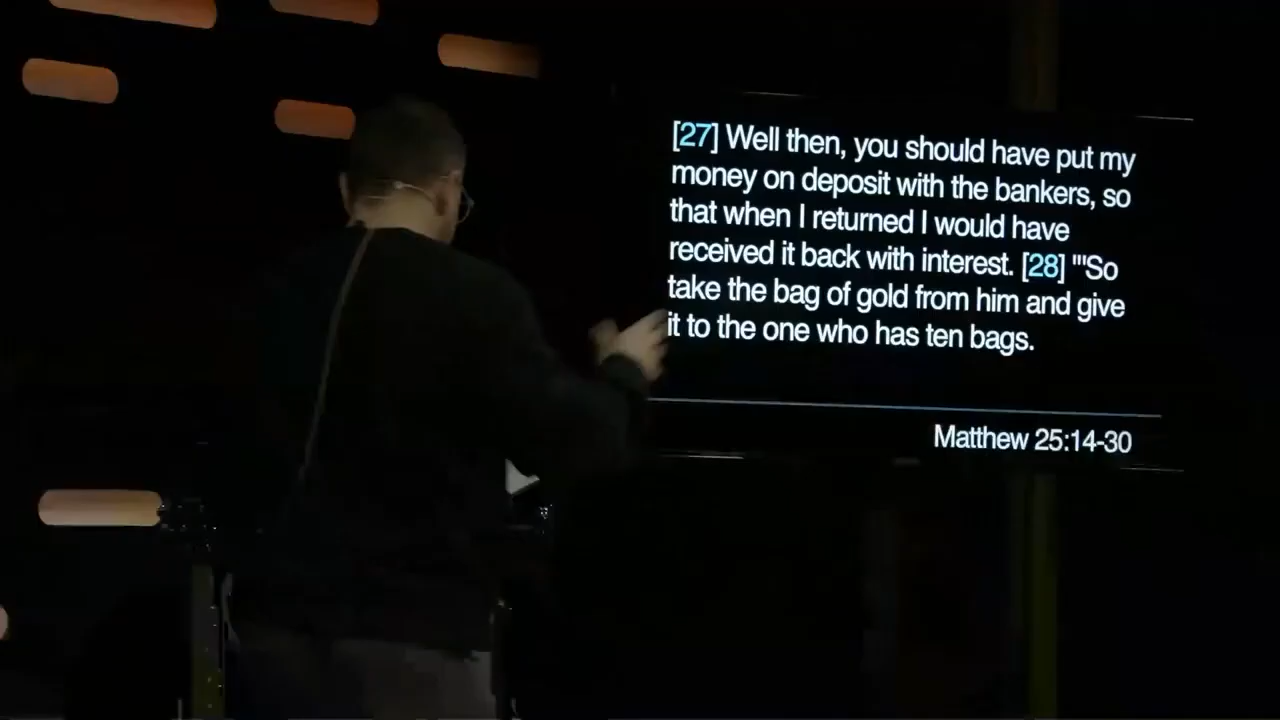 [27] Well then, you should have put my
money on deposit with the bankers, so
that when I returned I would have
received it back with interest. [28] "'So
take the bag of gold from him and give
it to the one who has ten bags.
Matthew 25:14-30